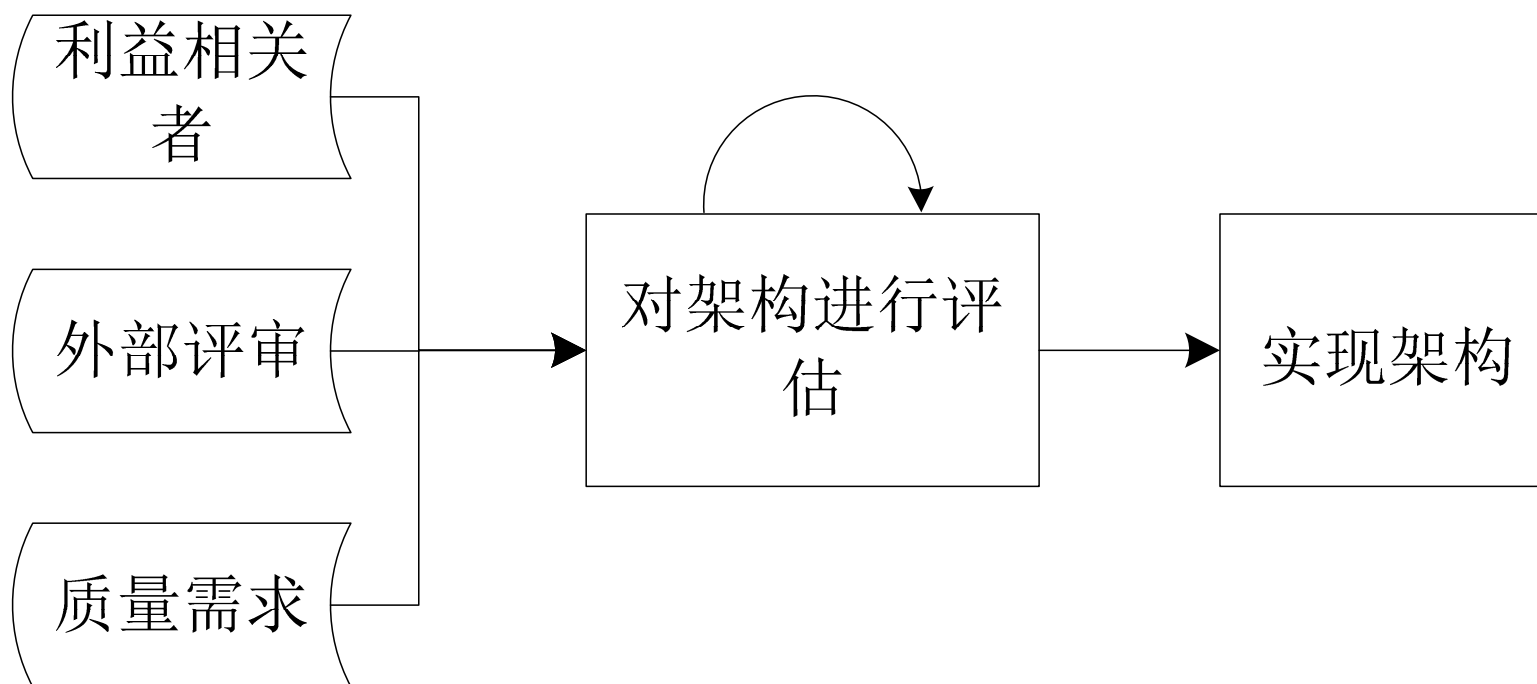 利益相关
者
外部评审
质量需求
对架构进行评
估
实现架构